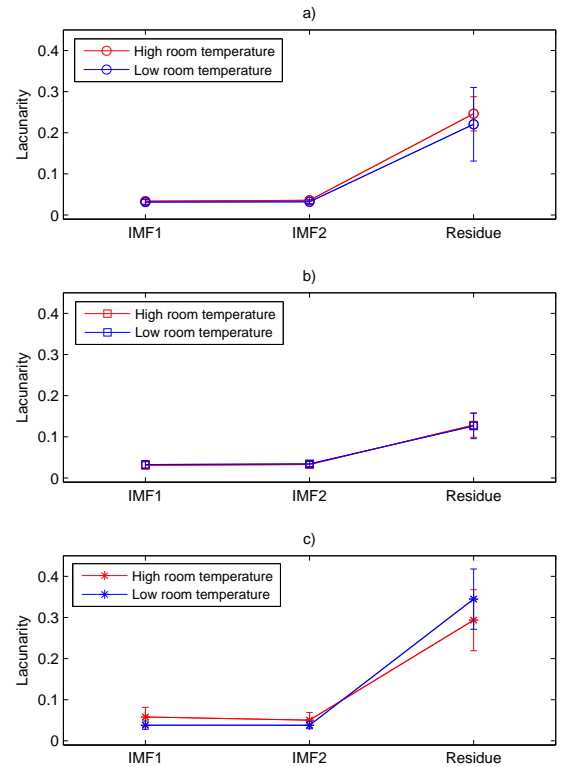 a)
0.4
0.3
0.2
0.1
0
Lacunarity
High room temperature
Low room temperature
IMF1 IMF2 Residue
b)
0.4
0.3
0.2
0.1
0
Lacunarity
High room temperature
Low room temperature
IMF1 IMF2 Residue
c)
0.4
0.3
0.2
0.1
0
Lacunarity
High room temperature
Low room temperature
IMF1 IMF2 Residue